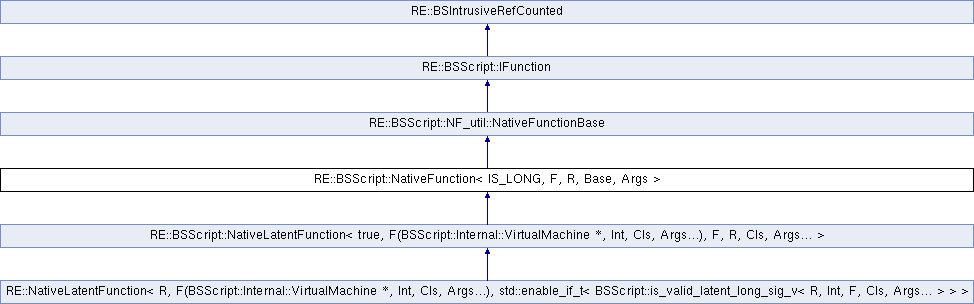 RE::BSIntrusiveRefCounted
RE::BSScript::IFunction
RE::BSScript::NF_util::NativeFunctionBase
RE::BSScript::NativeFunction< IS_LONG, F, R, Base, Args >
RE::BSScript::NativeLatentFunction< true, F(BSScript::Internal::VirtualMachine *, Int, Cls, Args...), F, R, Cls, Args... >
RE::NativeLatentFunction< R, F(BSScript::Internal::VirtualMachine *, Int, Cls, Args...), std::enable_if_t< BSScript::is_valid_latent_long_sig_v< R, Int, F, Cls, Args... > > >